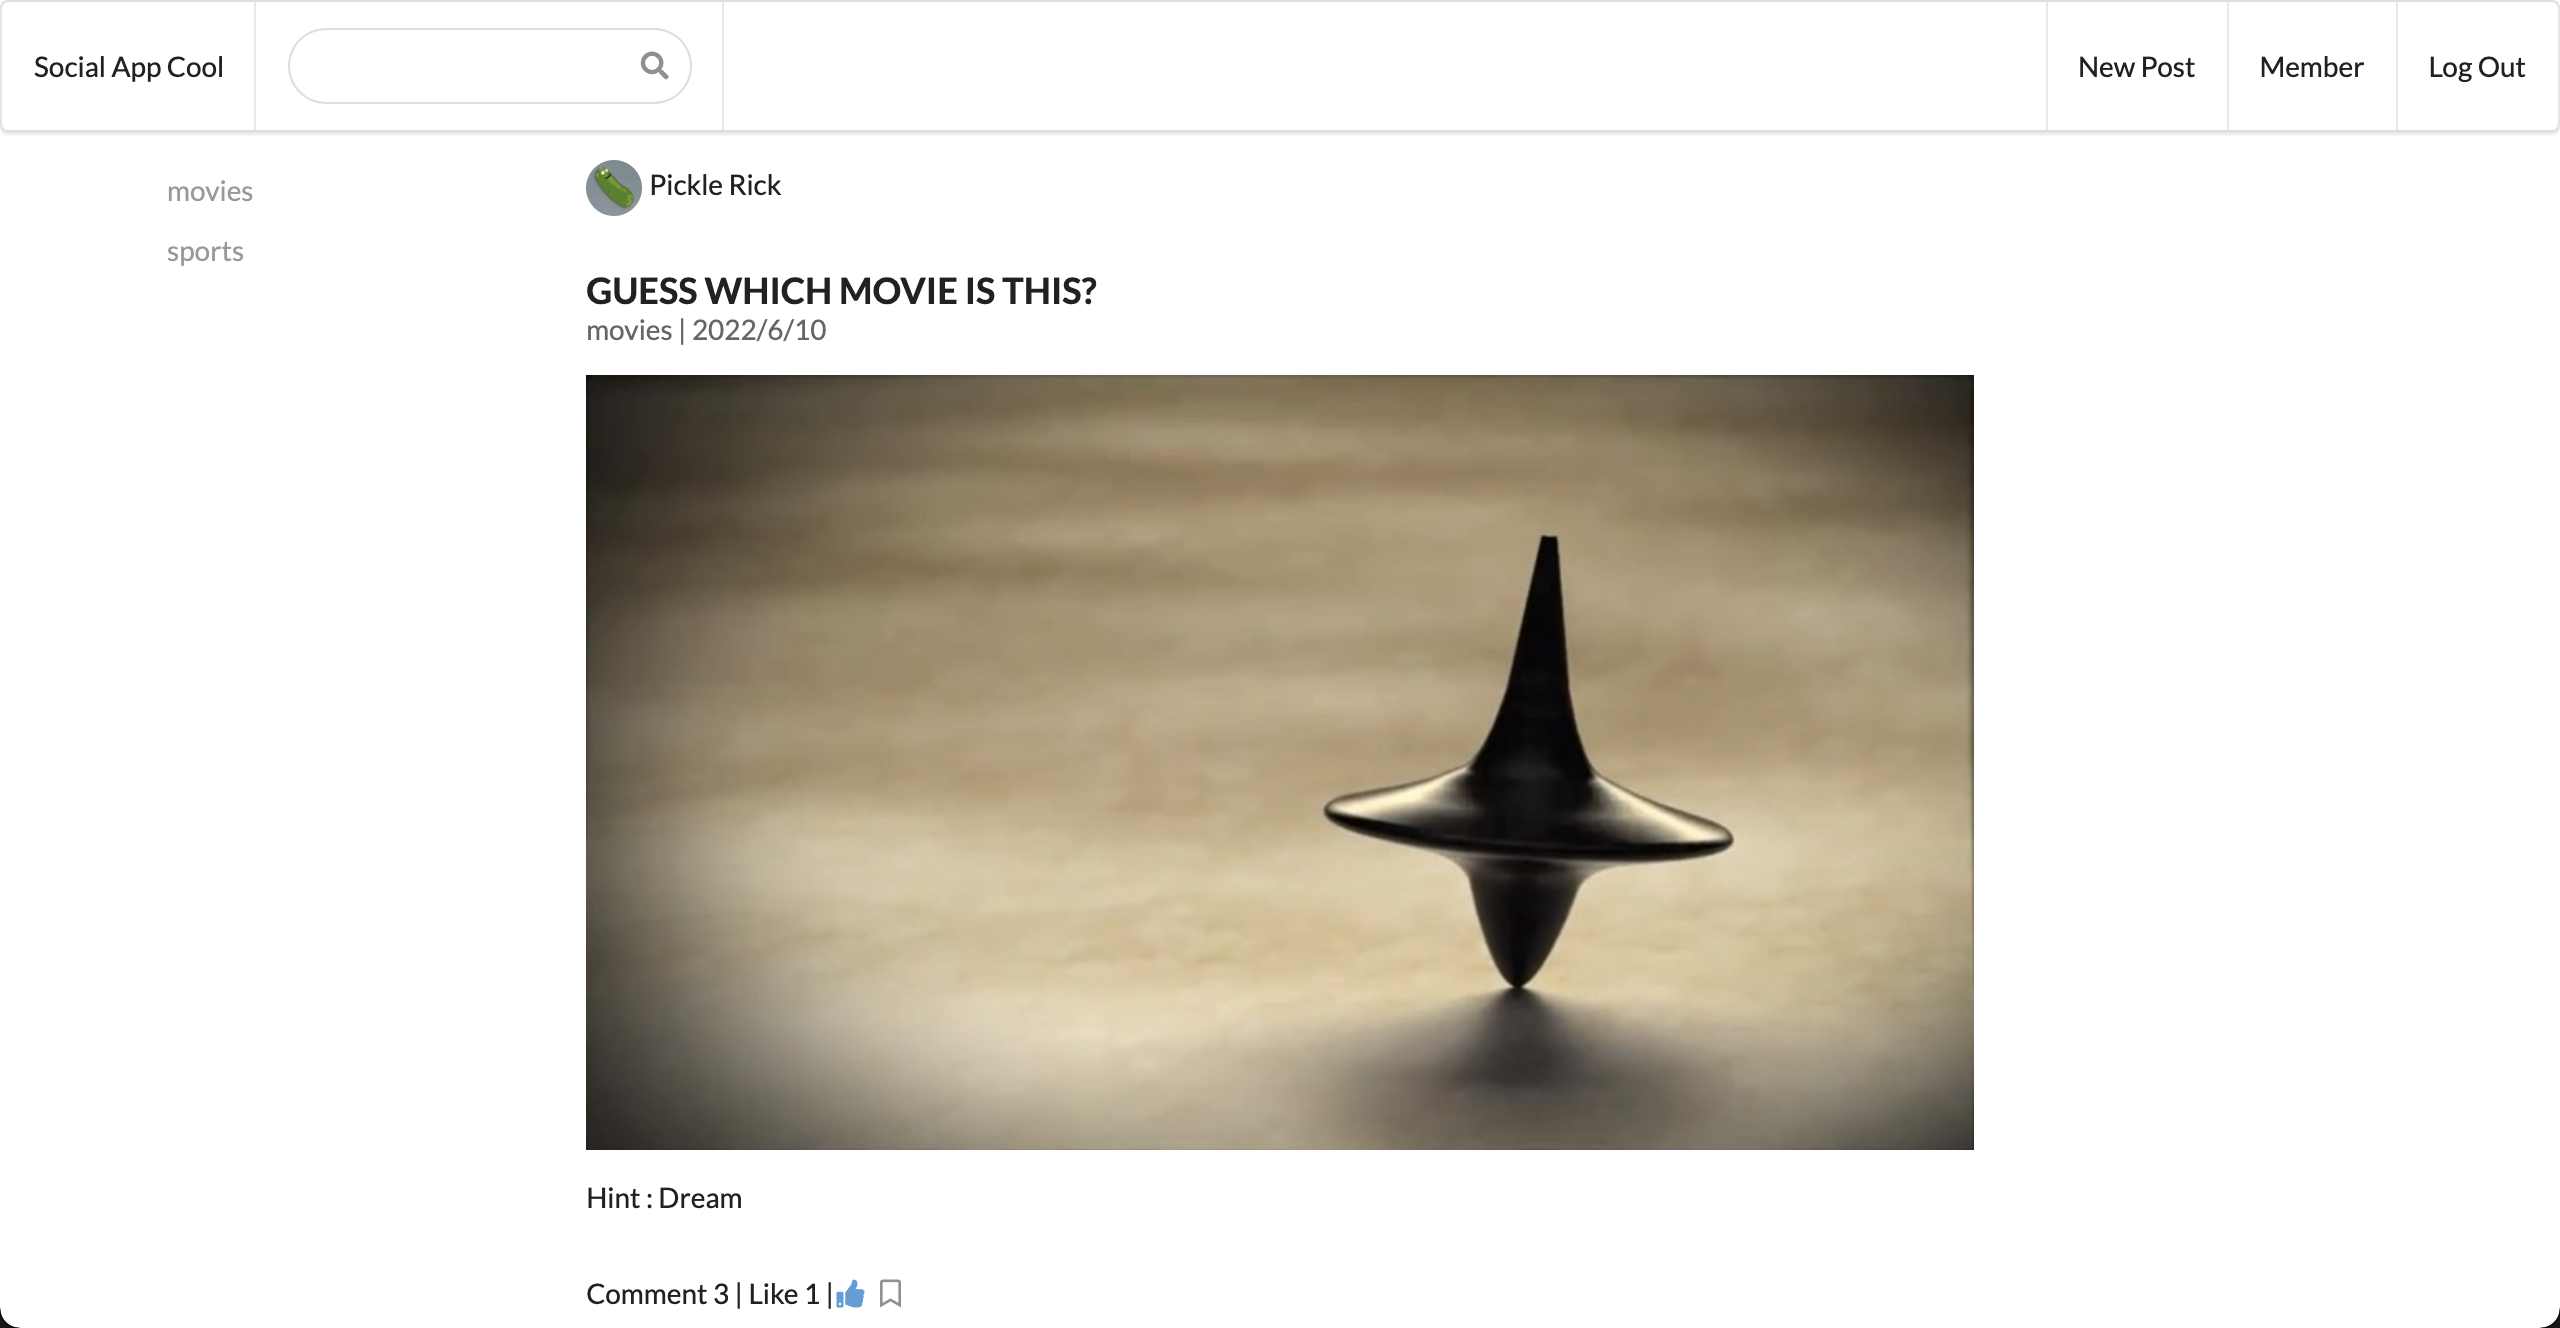 Social App Cool
New Post
Member
Log Out
movies
sports
Pickle Rick
GUESS WHICH MOVIE IS THIS?
movies | 2022/6/10
Hint : Dream
Comment 3 | Like 1 |